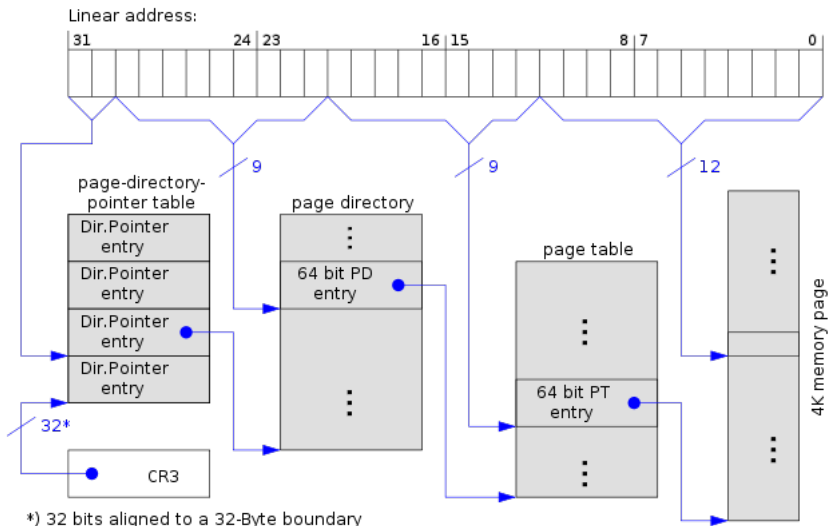 Linear address:
31 24 23 16 15 8 7 0
9 9 12
page-directory-
pointer table
page directory
page table
Dir.Pointer
entry
Dir.Pointer
entry
Dir.Pointer
entry
Dir.Pointer
entry
64 bit PD
entry
64 bit PT
entry
4K memory page
32*
CR3
*) 32 bits aligned to a 32-Byte boundary